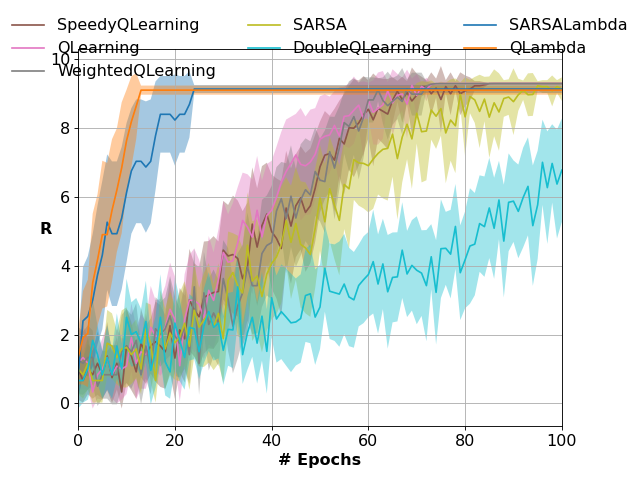 SpeedyQLearning SARSA SARSALambda
QLearning DoubleQLearning QLambda
WeightedQLearning
10
8
6
R
4
2
0
0 20 40 60 80 100
# Epochs